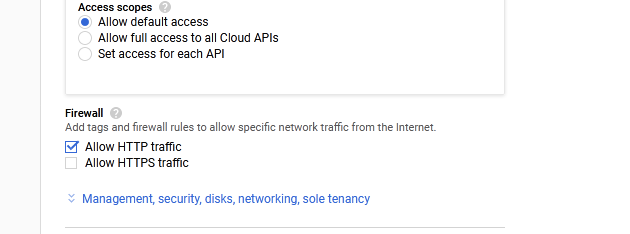 Access scopes ?
Allow default access
Allow full access to all Cloud APIs
Set access for each API
Firewall ?
Add tags and firewall rules to allow specific network traffic from the Internet.
Allow HTTP traffic
Allow HTTPS traffic
Management, security, disks, networking, sole tenancy